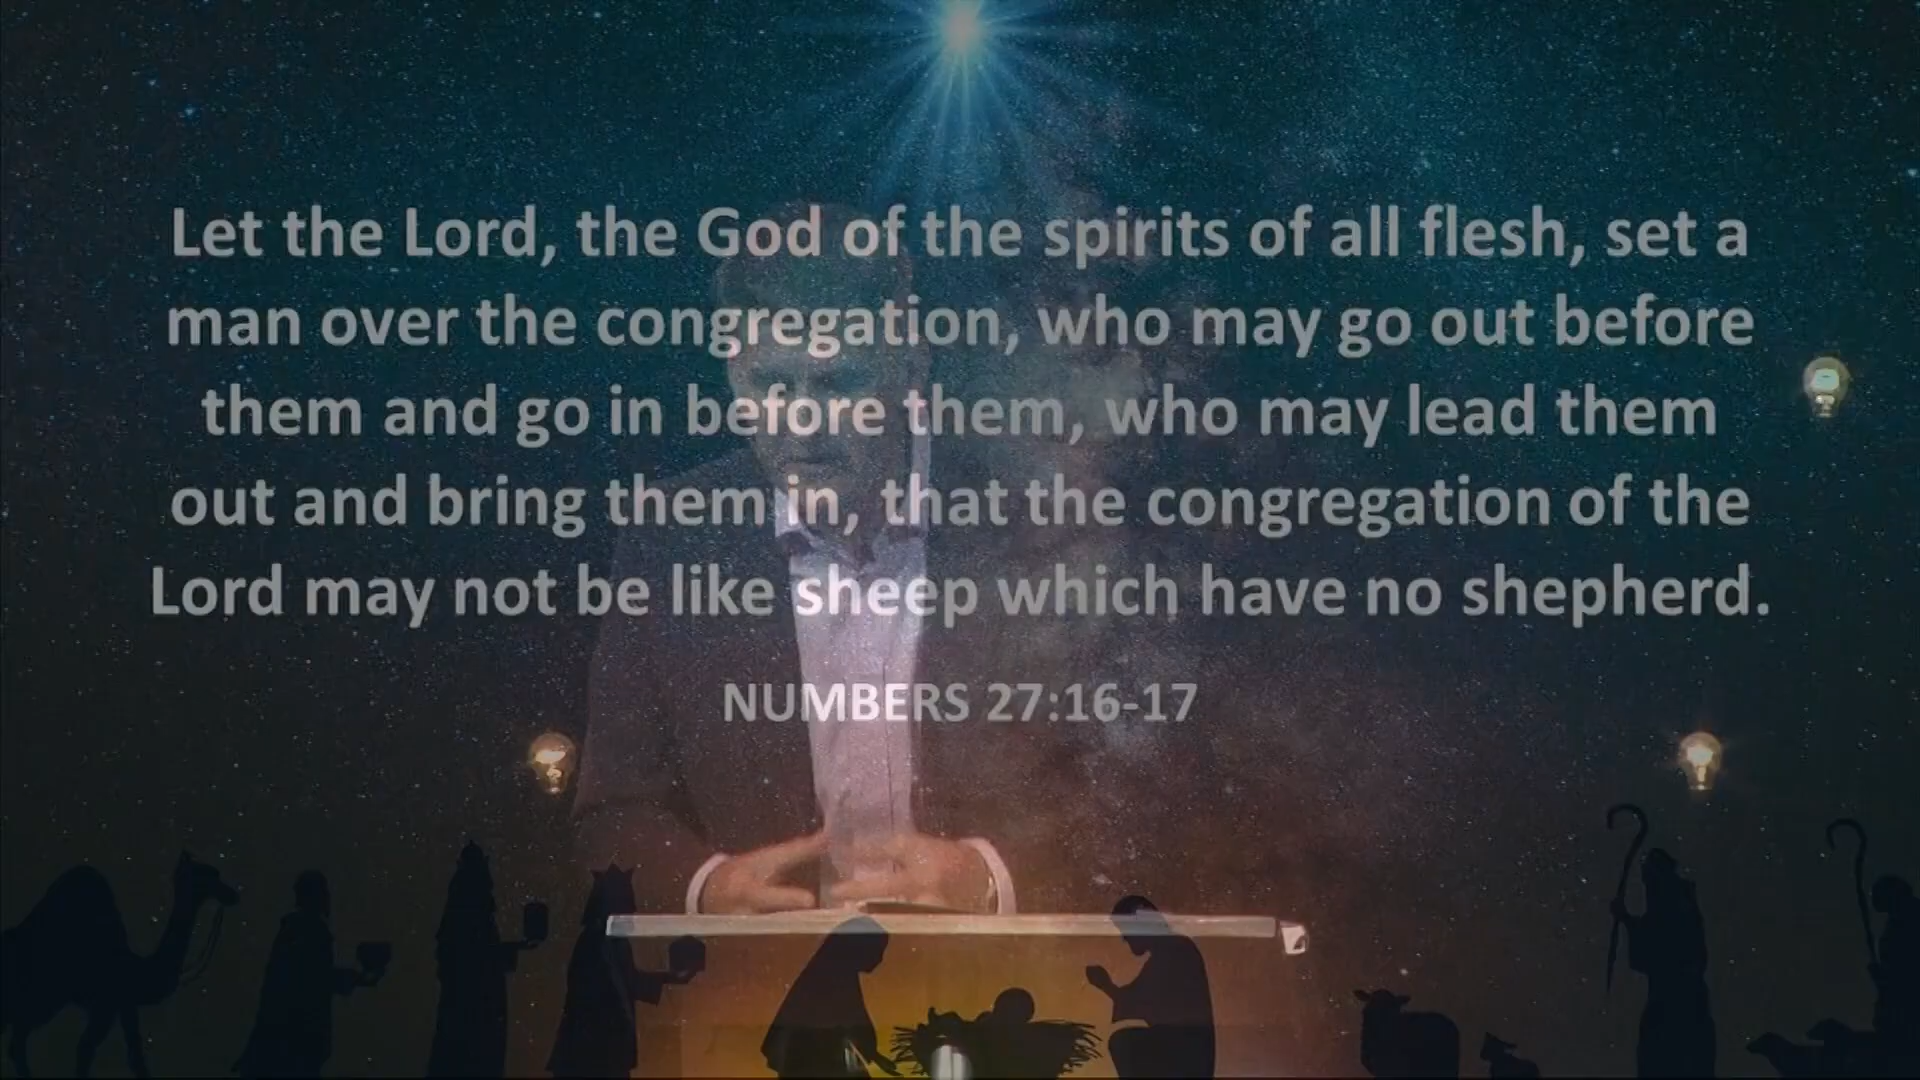 Let the Lord, the God of the spirits of all flesh, set a
man over the congregation, who may go out before
them and go in before them, who may lead them
out and bring them in, that the congregation of the
Lord may not be like sheep which have no shepherd.
NUMBERS 27:16-17